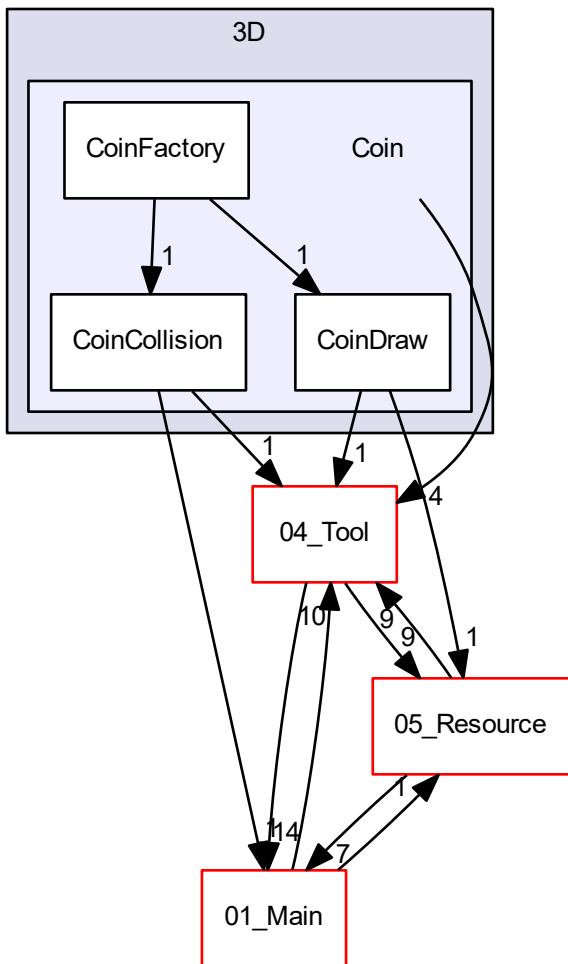 3D
CoinFactory
Coin
1
1
CoinCollision
CoinDraw
1
1
4
04_Tool
10
9
9
1
05_Resource
1
1
14
7
01_Main